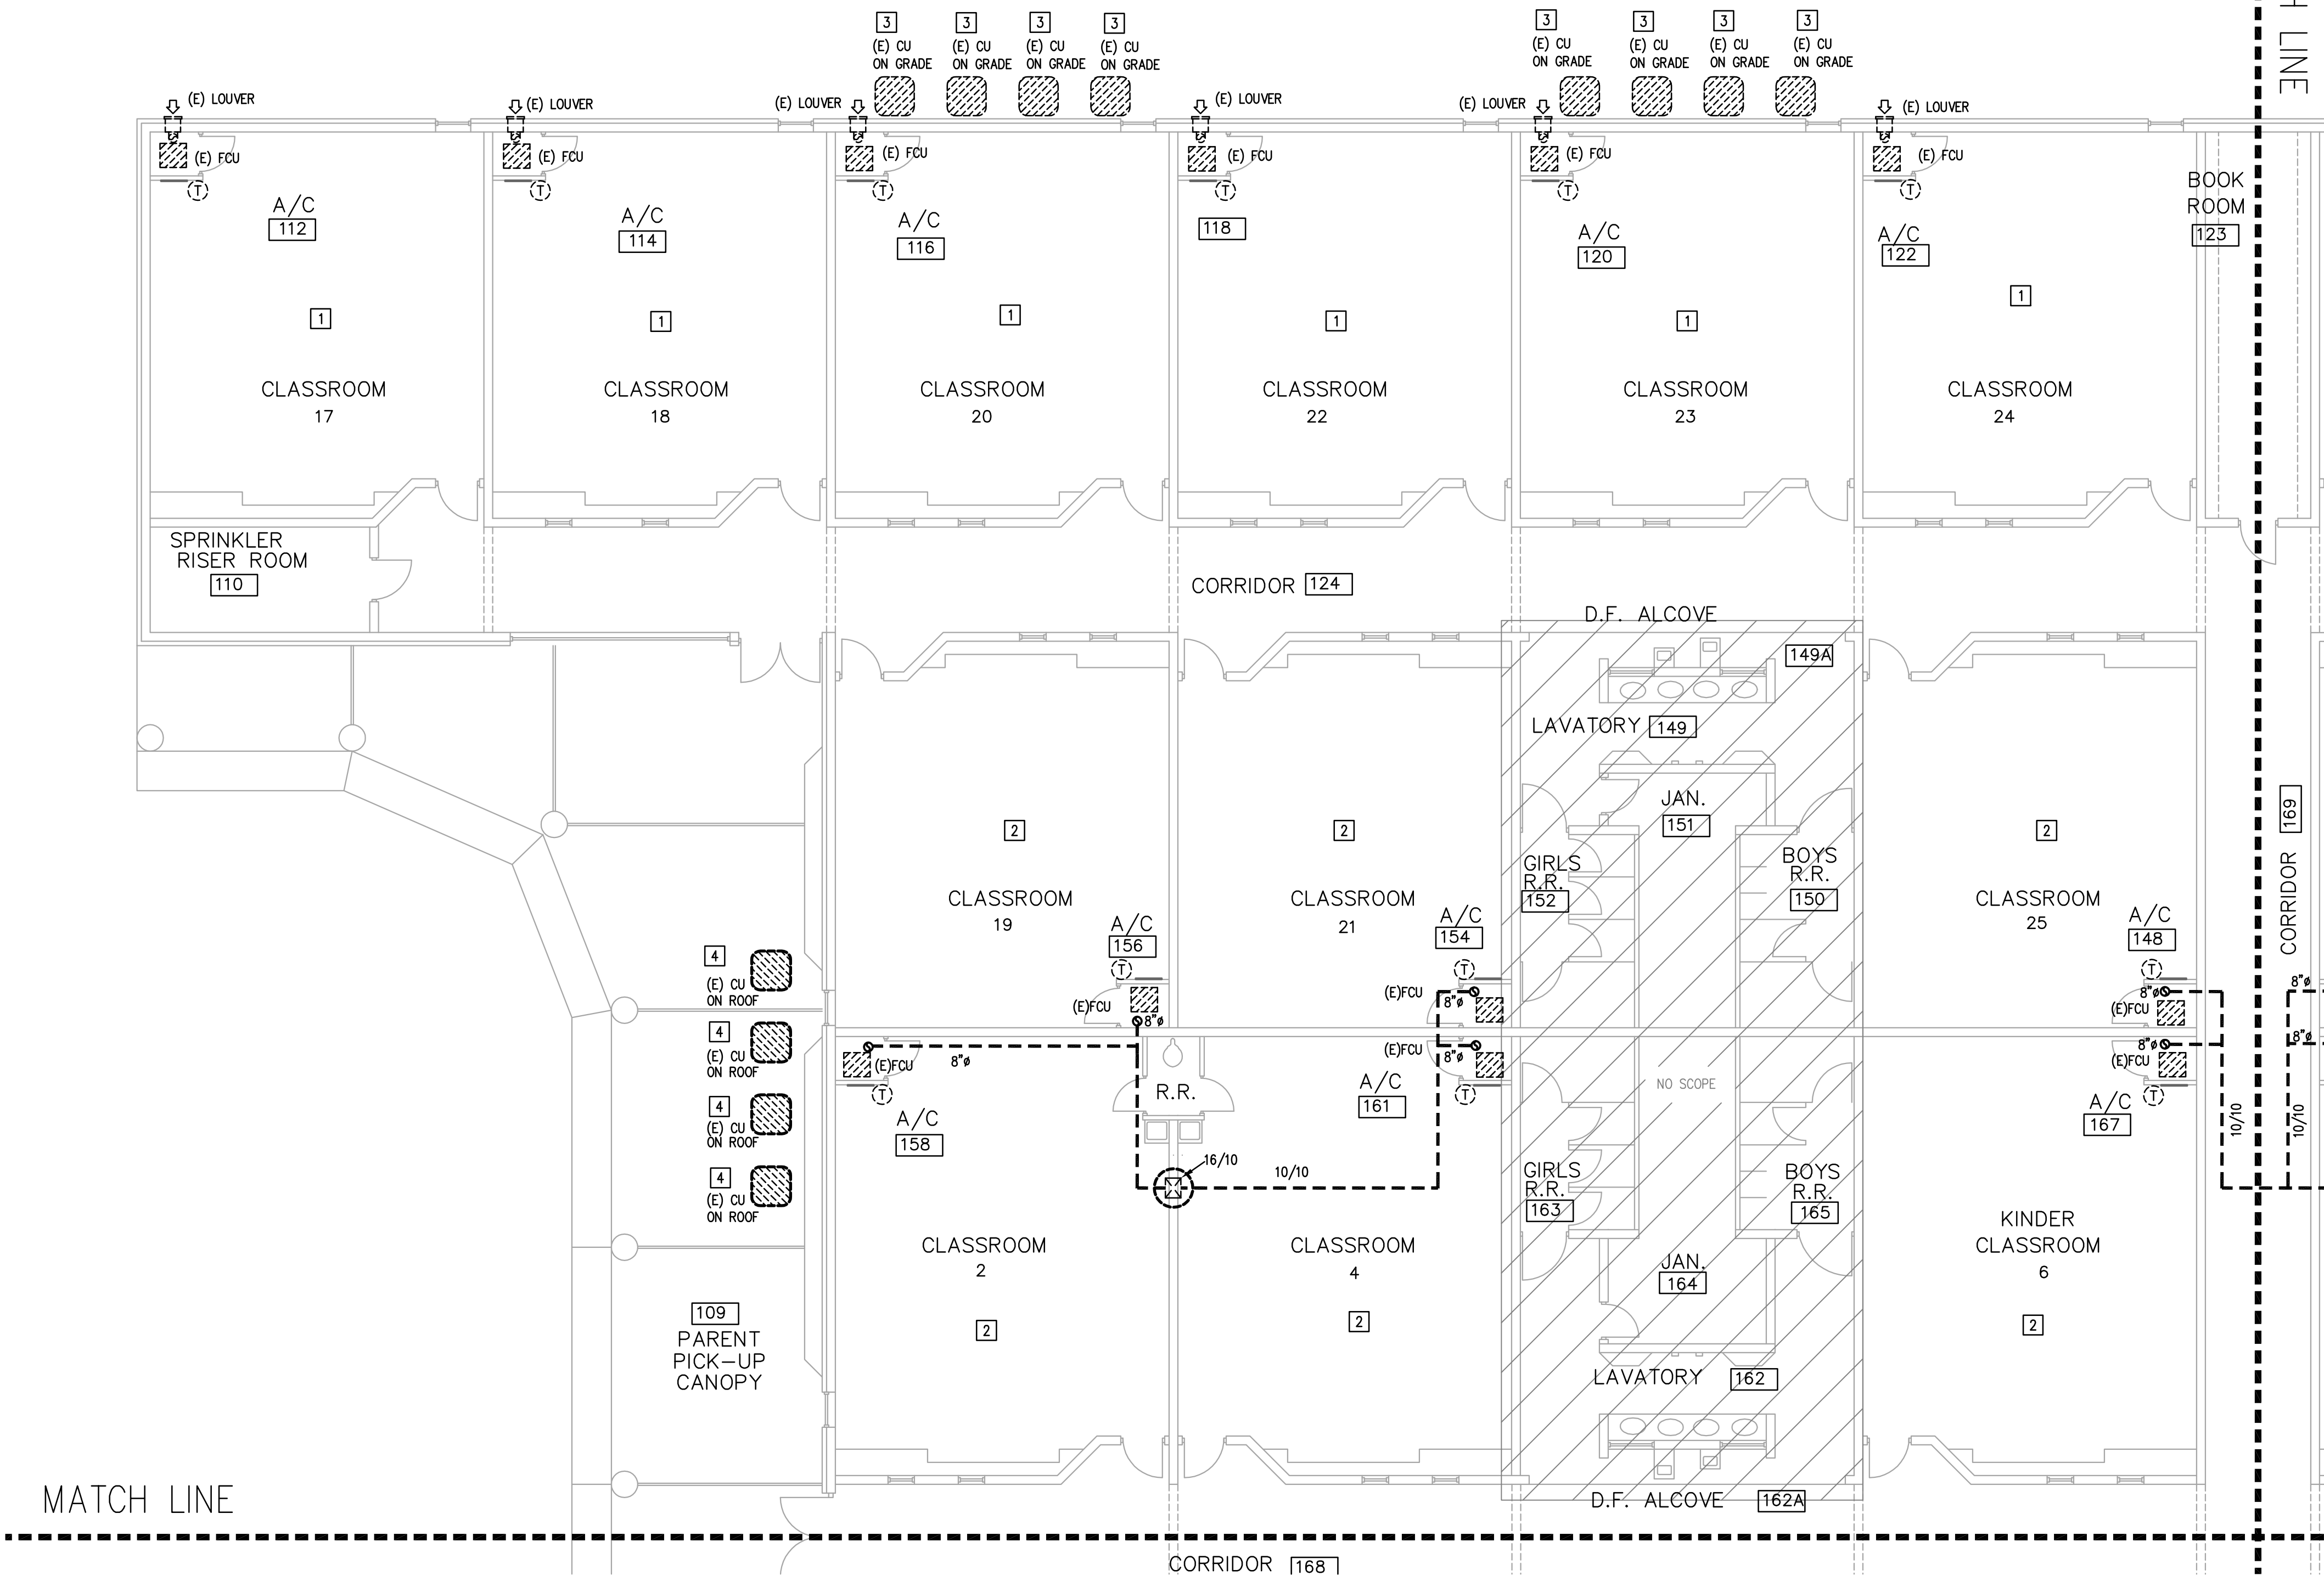 3
3
3
3
3
3
3
3
(E) CU
ON GRADE
(E) CU
ON GRADE
(E) CU
ON GRADE
(E) CU
ON GRADE
(E) CU
ON GRADE
(E) CU
ON GRADE
(E) CU
ON GRADE
(E) CU
ON GRADE
H LINE
(E) LOUVER
(E) LOUVER
(E) LOUVER
(E) LOUVER
(E) LOUVER
(E) LOUVER
(E) FCU
(E) FCU
(E) FCU
(E) FCU
(E) FCU
(E) FCU
T
T
T
T
T
T
A/C
112
A/C
114
A/C
116
118
A/C
120
A/C
122
BOOK
ROOM
123
1
1
1
1
1
1
CLASSROOM
17
CLASSROOM
18
CLASSROOM
20
CLASSROOM
22
CLASSROOM
23
CLASSROOM
24
SPRINKLER
RISER ROOM
110
CORRIDOR 124
D.F. ALCOVE
149A
LAVATORY 149
JAN.
151
GIRLS
R.R.
152
BOYS
R.R.
150
2
CLASSROOM
19
2
CLASSROOM
21
2
CLASSROOM
25
169
CORRIDOR
A/C
156
T
(E)FCU
8"ø
A/C
154
T
(E)FCU
8"ø
A/C
148
T
8"ø
(E)FCU
8"ø
4
(E) CU
ON ROOF
4
(E) CU
ON ROOF
4
(E) CU
ON ROOF
4
(E) CU
ON ROOF
(E)FCU
8"ø
T
A/C
158
R.R.
(E)FCU
8"ø
T
A/C
161
16/10
10/10
NO SCOPE
8"ø
(E)FCU
T
A/C
167
8"ø
10/10
10/10
GIRLS
R.R.
163
BOYS
R.R.
165
JAN.
164
LAVATORY 162
D.F. ALCOVE 162A
CLASSROOM
2
2
CLASSROOM
4
2
KINDER
CLASSROOM
6
2
109
PARENT
PICK-UP
CANOPY
MATCH LINE
CORRIDOR 168